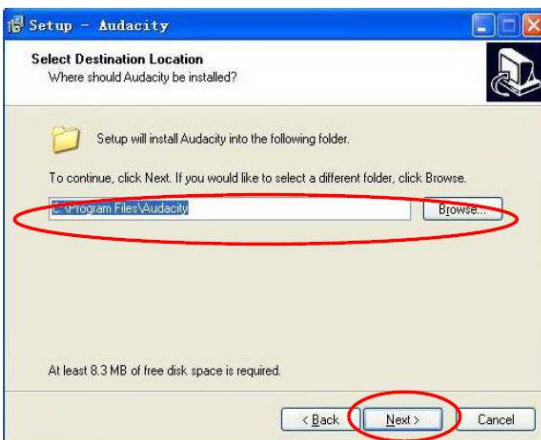 Setup - Audacity
Select Destination Location
Where should Audacity be installed?
Setup will install Audacity into the following folder.
To continue, click Next. If you would like to select a different folder, click Browse.
C:\Program Files\Audacity
Browse...
At least 8.3 MB of free disk space is required.
< Back
Next >
Cancel